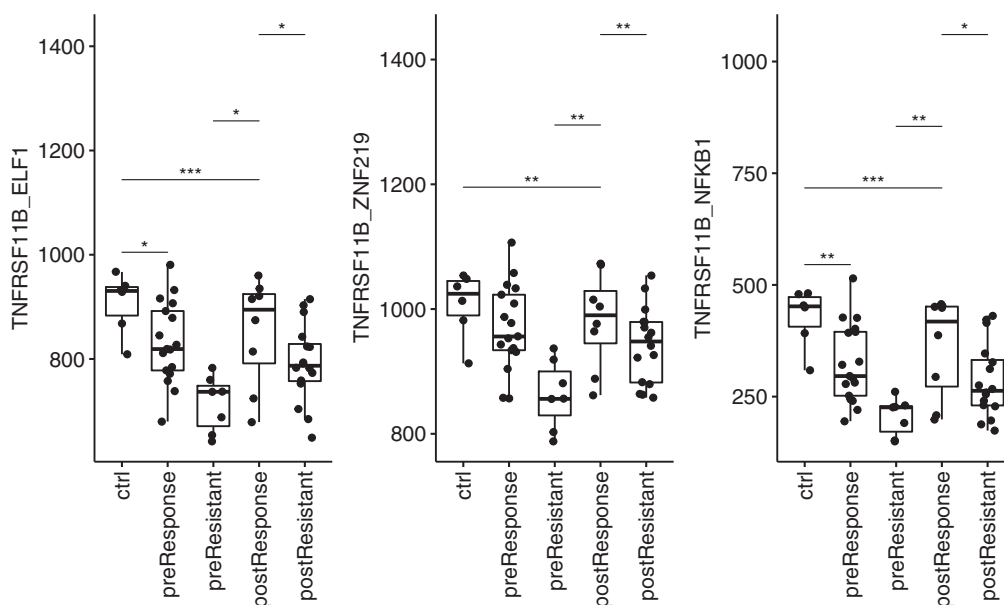 TNFRSF11B_ELF1
1400
1200
1000
800
*
*
***
*
ctrl
preResponse
preResistant
postResponse
postResistant
TNFRSF11B_ZNF219
1400
1200
1000
800
**
**
**
ctrl
preResponse
preResistant
postResponse
postResistant
TNFRSF11B_NFKB1
1000
750
500
250
*
**
***
**
ctrl
preResponse
preResistant
postResponse
postResistant